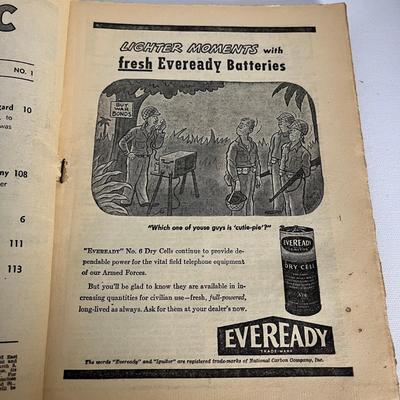 C
NO. 1
gard 10
to
was
ny 108
er
6
111
113
LIGHTER MOMENTS with
fresh Eveready Batteries
BUY
WAR
BONDS
"Which one of youse guys is 'cutie-pie'?"
"EVEREADY" No. 6 Dry Cells continue to provide de-
pendable power for the vital field telephone equipment
of our Armed Forces.
But you'll be glad to know they are available in in-
creasing quantities for civilian use—fresh, full-powered,
long-lived as always. Ask for them at your dealer's now.
EVEREADY
DRY CELL
No 6
EVEREADY
TRADE-MARK
The words "Eveready" and "Ignitor" are registered trade-marks of National Carbon Company, Inc.